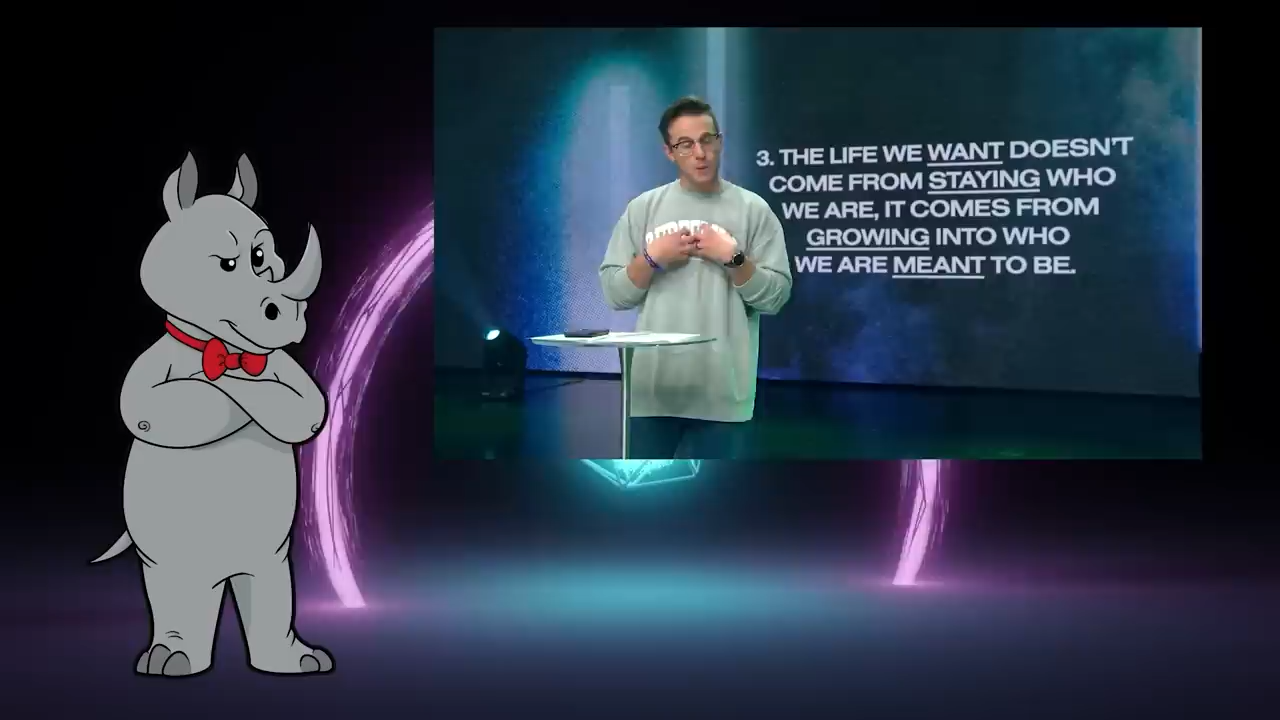 3. THE LIFE WE WANT DOESN'T
COME FROM STAYING WHO
WE ARE, IT COMES FROM
GROWING INTO WHO
WE ARE MEANT TO BE.